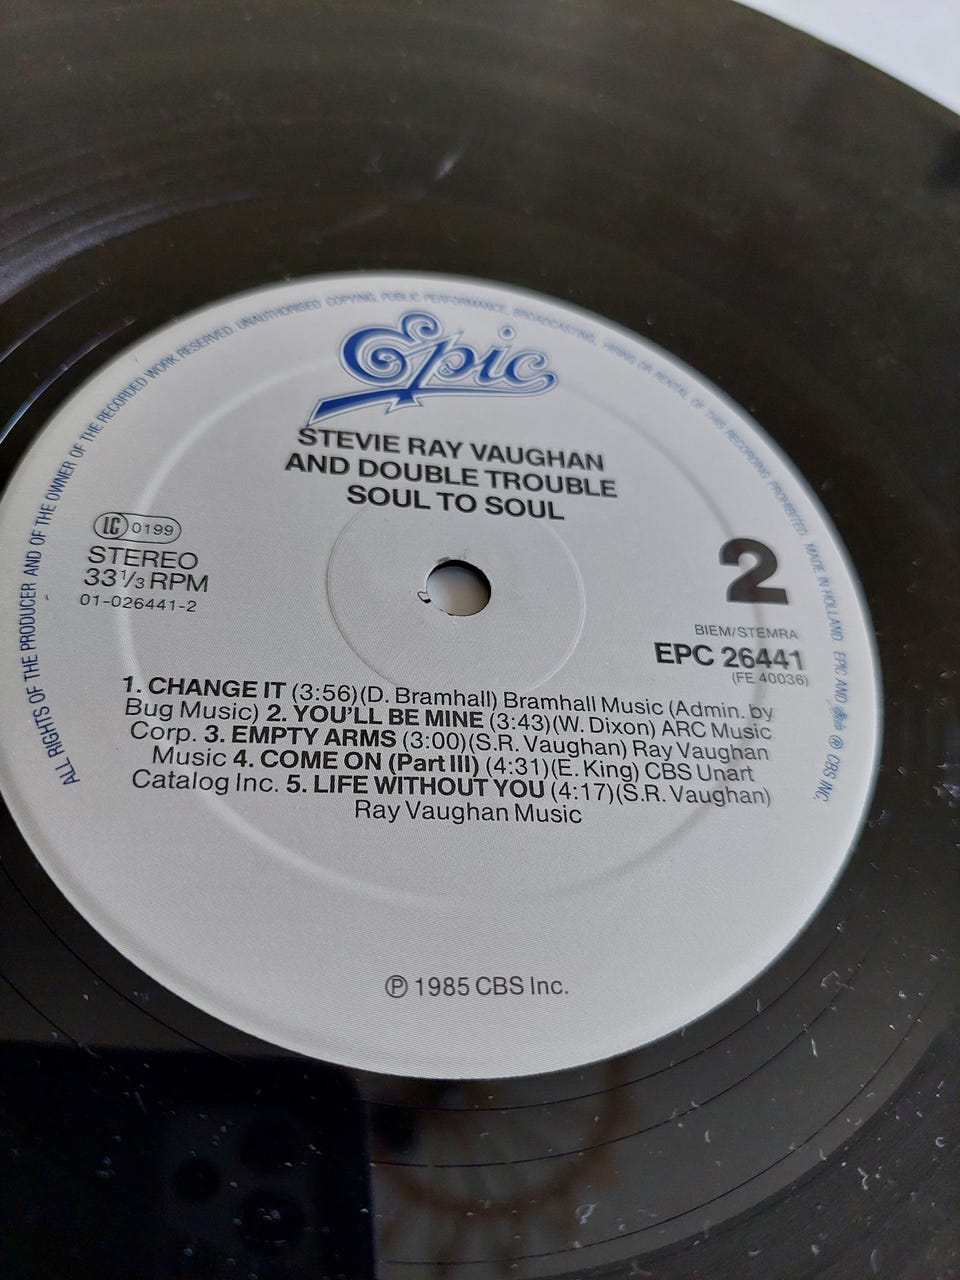 ALL RIGHTS OF THE PRODUCER AND OF THE OWNER OF THE RECORDED WORK RESERVED. UNAUTHORISED COPYING, PUBLIC PERFORMANCE, BROADCASTING, HIRING OR RENTAL OF THIS RECORDING PROHIBITED. MADE IN HOLLAND. EPIC AND ℗ CBS INC.
Epic
STEVIE RAY VAUGHAN
AND DOUBLE TROUBLE
SOUL TO SOUL
LC 0199
STEREO
33 1/3 RPM
01-026441-2
2
BIEM/STEMRA
EPC 26441
(FE 40036)
1. CHANGE IT (3:56)(D. Bramhall) Bramhall Music (Admin. by
Bug Music) 2. YOU'LL BE MINE (3:43)(W. Dixon) ARC Music
Corp. 3. EMPTY ARMS (3:00)(S.R. Vaughan) Ray Vaughan
Music 4. COME ON (Part III) (4:31)(E. King) CBS Unart
Catalog Inc. 5. LIFE WITHOUT YOU (4:17)(S.R. Vaughan)
Ray Vaughan Music
℗ 1985 CBS Inc.